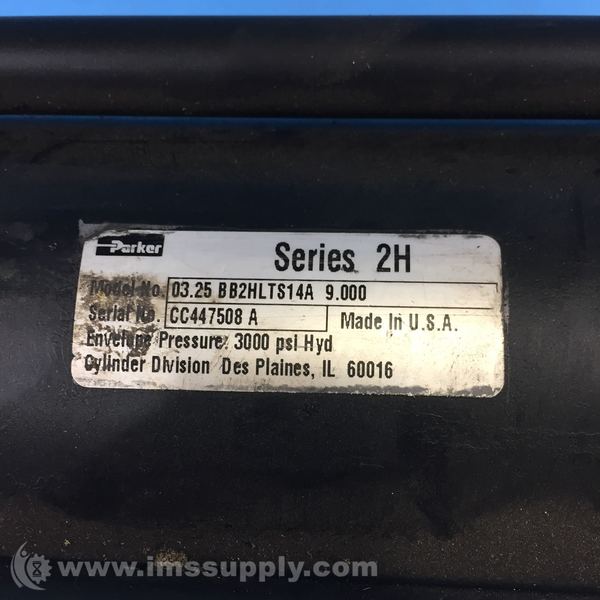 Parker
Series 2H
Model No. 03.25 BB2HLTS14A 9.000
Serial No. CC447508 A Made In U.S.A.
Envelope Pressure: 3000 psi Hyd
Cylinder Division Des Plaines, IL 60016
www.imssupply.com